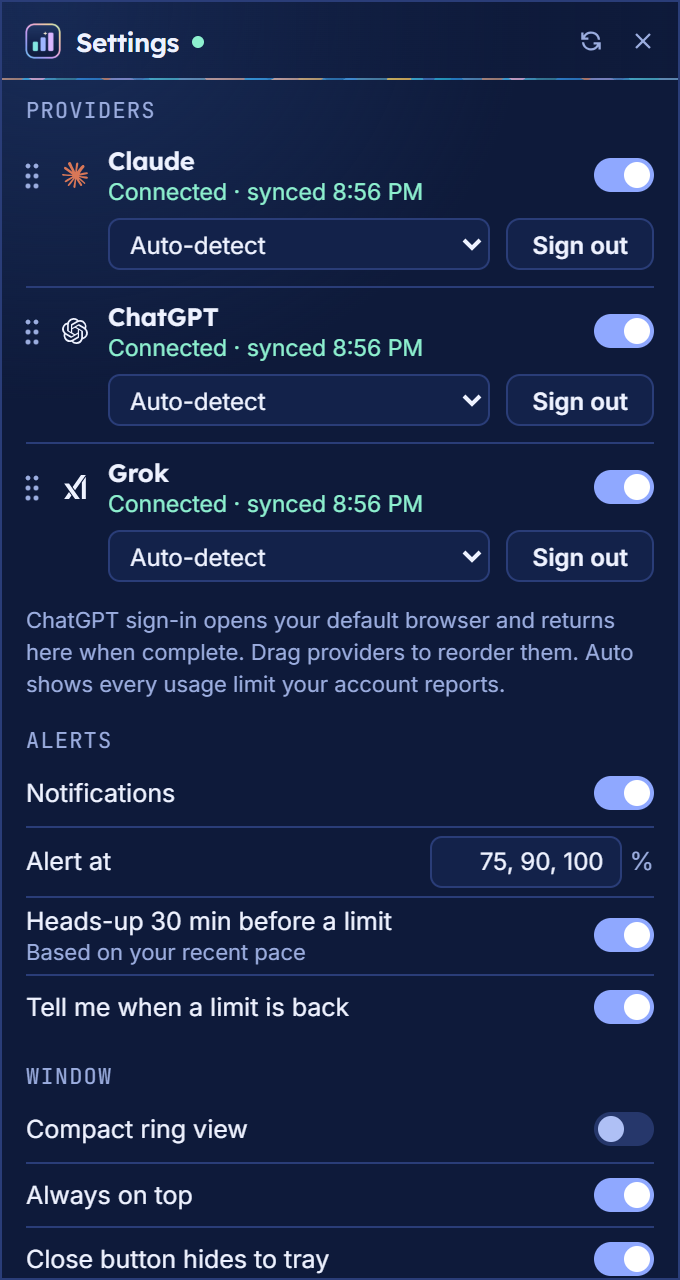 Settings
PROVIDERS
Claude
Connected · synced 8:56 PM
Auto-detect
Sign out
ChatGPT
Connected · synced 8:56 PM
Auto-detect
Sign out
Grok
Connected · synced 8:56 PM
Auto-detect
Sign out
ChatGPT sign-in opens your default browser and returns
here when complete. Drag providers to reorder them. Auto
shows every usage limit your account reports.
ALERTS
Notifications
Alert at
75, 90, 100 %
Heads-up 30 min before a limit
Based on your recent pace
Tell me when a limit is back
WINDOW
Compact ring view
Always on top
Close button hides to tray